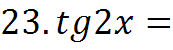 23. tg2x =